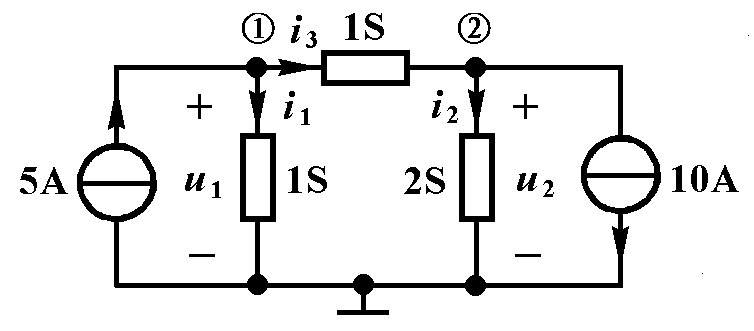 ① i₃ 1S ②
+ i₁ i₂ +
5A u₁ 1S 2S u₂ 10A
− −